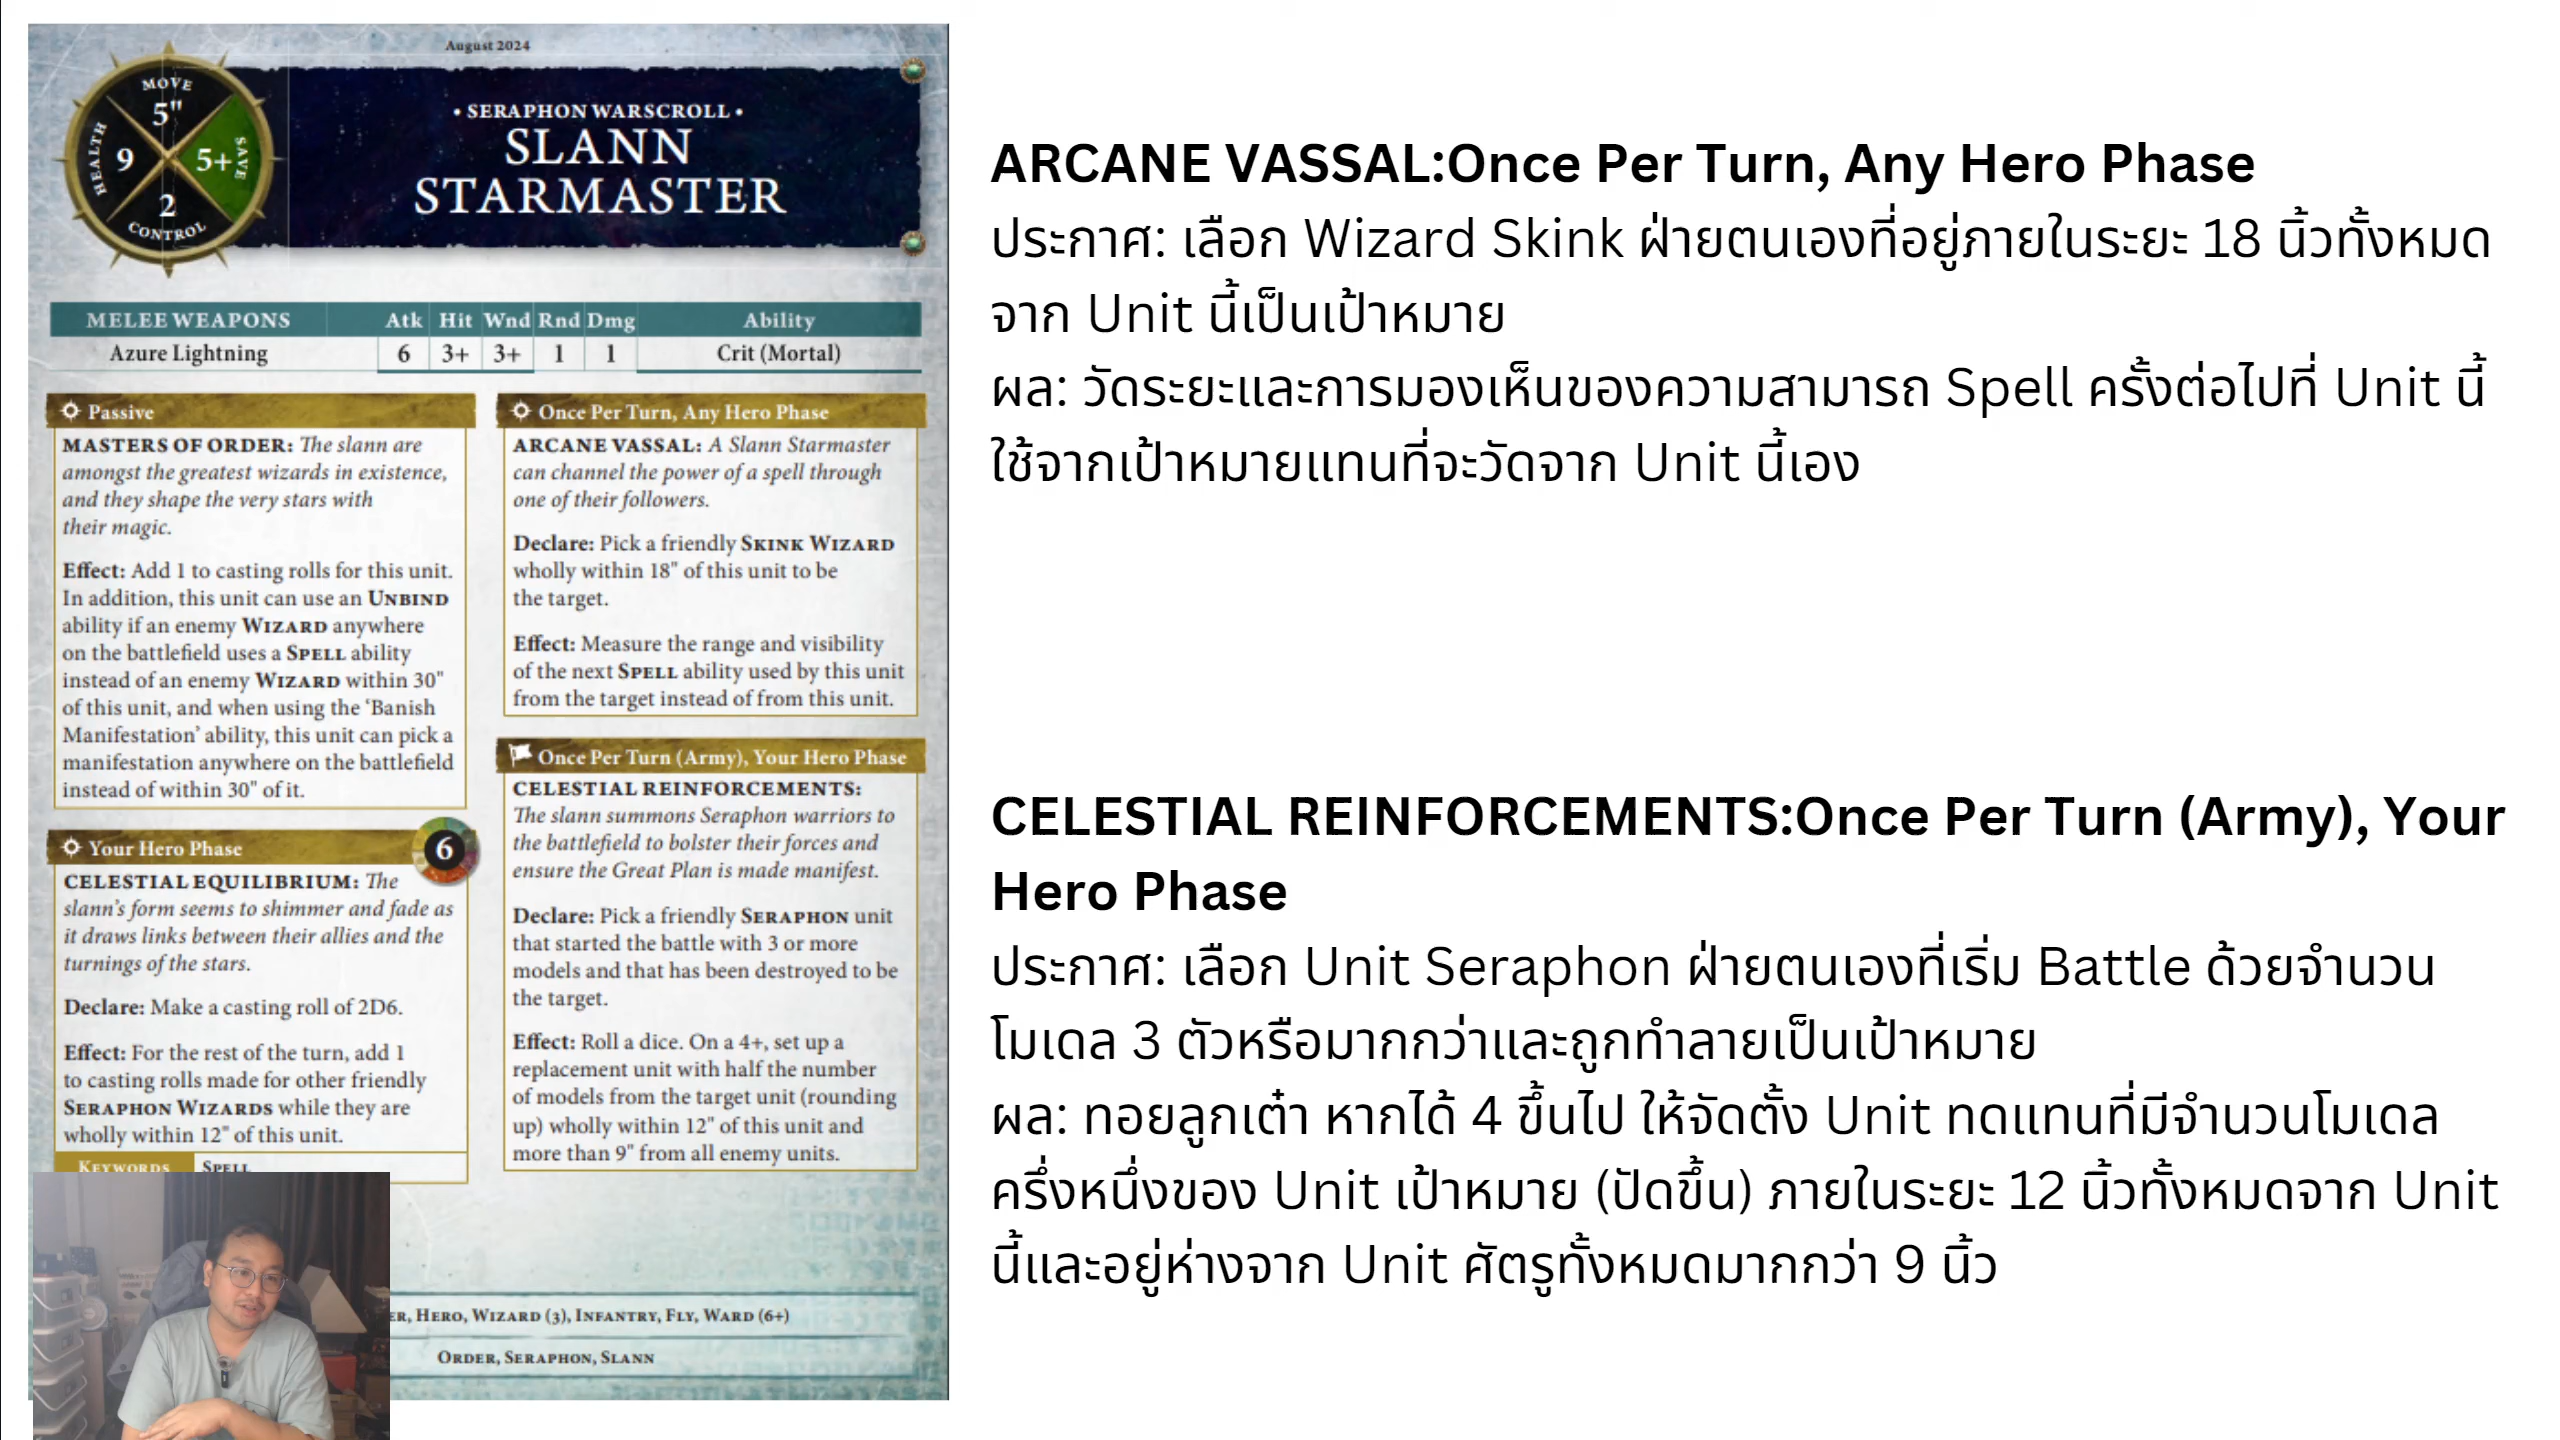 August 2024
MOVE
5"
HEALTH
9
5+
SAVE
2
CONTROL
• SERAPHON WARSCROLL •
SLANN
STARMASTER
MELEE WEAPONS Atk Hit Wnd Rnd Dmg Ability
Azure Lightning 6 3+ 3+ 1 1 Crit (Mortal)
Passive
MASTERS OF ORDER: The slann are
amongst the greatest wizards in existence,
and they shape the very stars with
their magic.
Effect: Add 1 to casting rolls for this unit.
In addition, this unit can use an UNBIND
ability if an enemy WIZARD anywhere
on the battlefield uses a SPELL ability
instead of an enemy WIZARD within 30"
of this unit, and when using the ‘Banish
Manifestation’ ability, this unit can pick a
manifestation anywhere on the battlefield
instead of within 30" of it.
Your Hero Phase
6
CELESTIAL EQUILIBRIUM: The
slann’s form seems to shimmer and fade as
it draws links between their allies and the
turnings of the stars.
Declare: Make a casting roll of 2D6.
Effect: For the rest of the turn, add 1
to casting rolls made for other friendly
SERAPHON WIZARDS while they are
wholly within 12" of this unit.
KEYWORDS SPELL
Once Per Turn, Any Hero Phase
ARCANE VASSAL: A Slann Starmaster
can channel the power of a spell through
one of their followers.
Declare: Pick a friendly SKINK WIZARD
wholly within 18" of this unit to be
the target.
Effect: Measure the range and visibility
of the next SPELL ability used by this unit
from the target instead of from this unit.
Once Per Turn (Army), Your Hero Phase
CELESTIAL REINFORCEMENTS:
The slann summons Seraphon warriors to
the battlefield to bolster their forces and
ensure the Great Plan is made manifest.
Declare: Pick a friendly SERAPHON unit
that started the battle with 3 or more
models and that has been destroyed to be
the target.
Effect: Roll a dice. On a 4+, set up a
replacement unit with half the number
of models from the target unit (rounding
up) wholly within 12" of this unit and
more than 9" from all enemy units.
ER, HERO, WIZARD (3), INFANTRY, FLY, WARD (6+)
ORDER, SERAPHON, SLANN
ARCANE VASSAL:Once Per Turn, Any Hero Phase
ประกาศ: เลือก Wizard Skink ฝ่ายตนเองที่อยู่ภายในระยะ 18 นิ้วทั้งหมด
จาก Unit นี้เป็นเป้าหมาย
ผล: วัดระยะและการมองเห็นของความสามารถ Spell ครั้งต่อไปที่ Unit นี้
ใช้จากเป้าหมายแทนที่จะวัดจาก Unit นี้เอง
CELESTIAL REINFORCEMENTS:Once Per Turn (Army), Your
Hero Phase
ประกาศ: เลือก Unit Seraphon ฝ่ายตนเองที่เริ่ม Battle ด้วยจำนวน
โมเดล 3 ตัวหรือมากกว่าและถูกทำลายเป็นเป้าหมาย
ผล: ทอยลูกเต๋า หากได้ 4 ขึ้นไป ให้จัดตั้ง Unit ทดแทนที่มีจำนวนโมเดล
ครึ่งหนึ่งของ Unit เป้าหมาย (ปัดขึ้น) ภายในระยะ 12 นิ้วทั้งหมดจาก Unit
นี้และอยู่ห่างจาก Unit ศัตรูทั้งหมดมากกว่า 9 นิ้ว